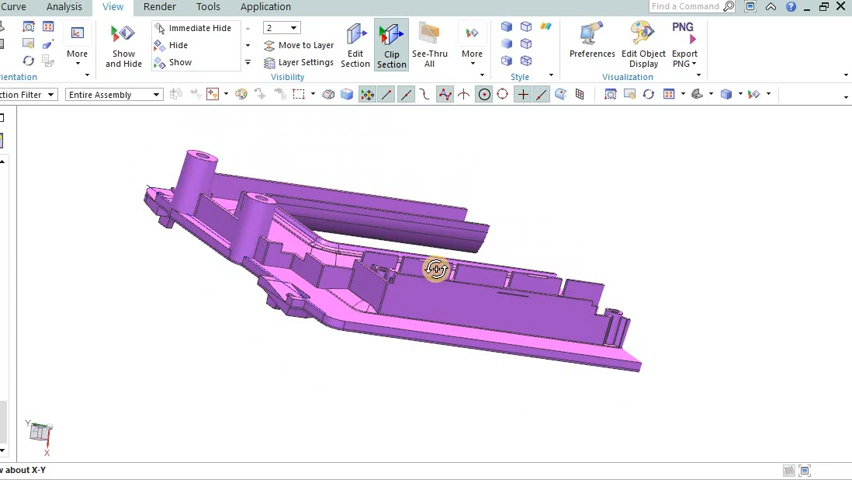 Curve Analysis View Render Tools Application Find a Command
More
Show and Hide
Immediate Hide
Hide
Show
2
Move to Layer
Layer Settings
Visibility
Edit Section
Clip Section
See-Thru All
More
Style
Preferences
Edit Object Display
Export PNG
PNG
Visualization
orientation
ction Filter Entire Assembly
Y
X
w about X-Y